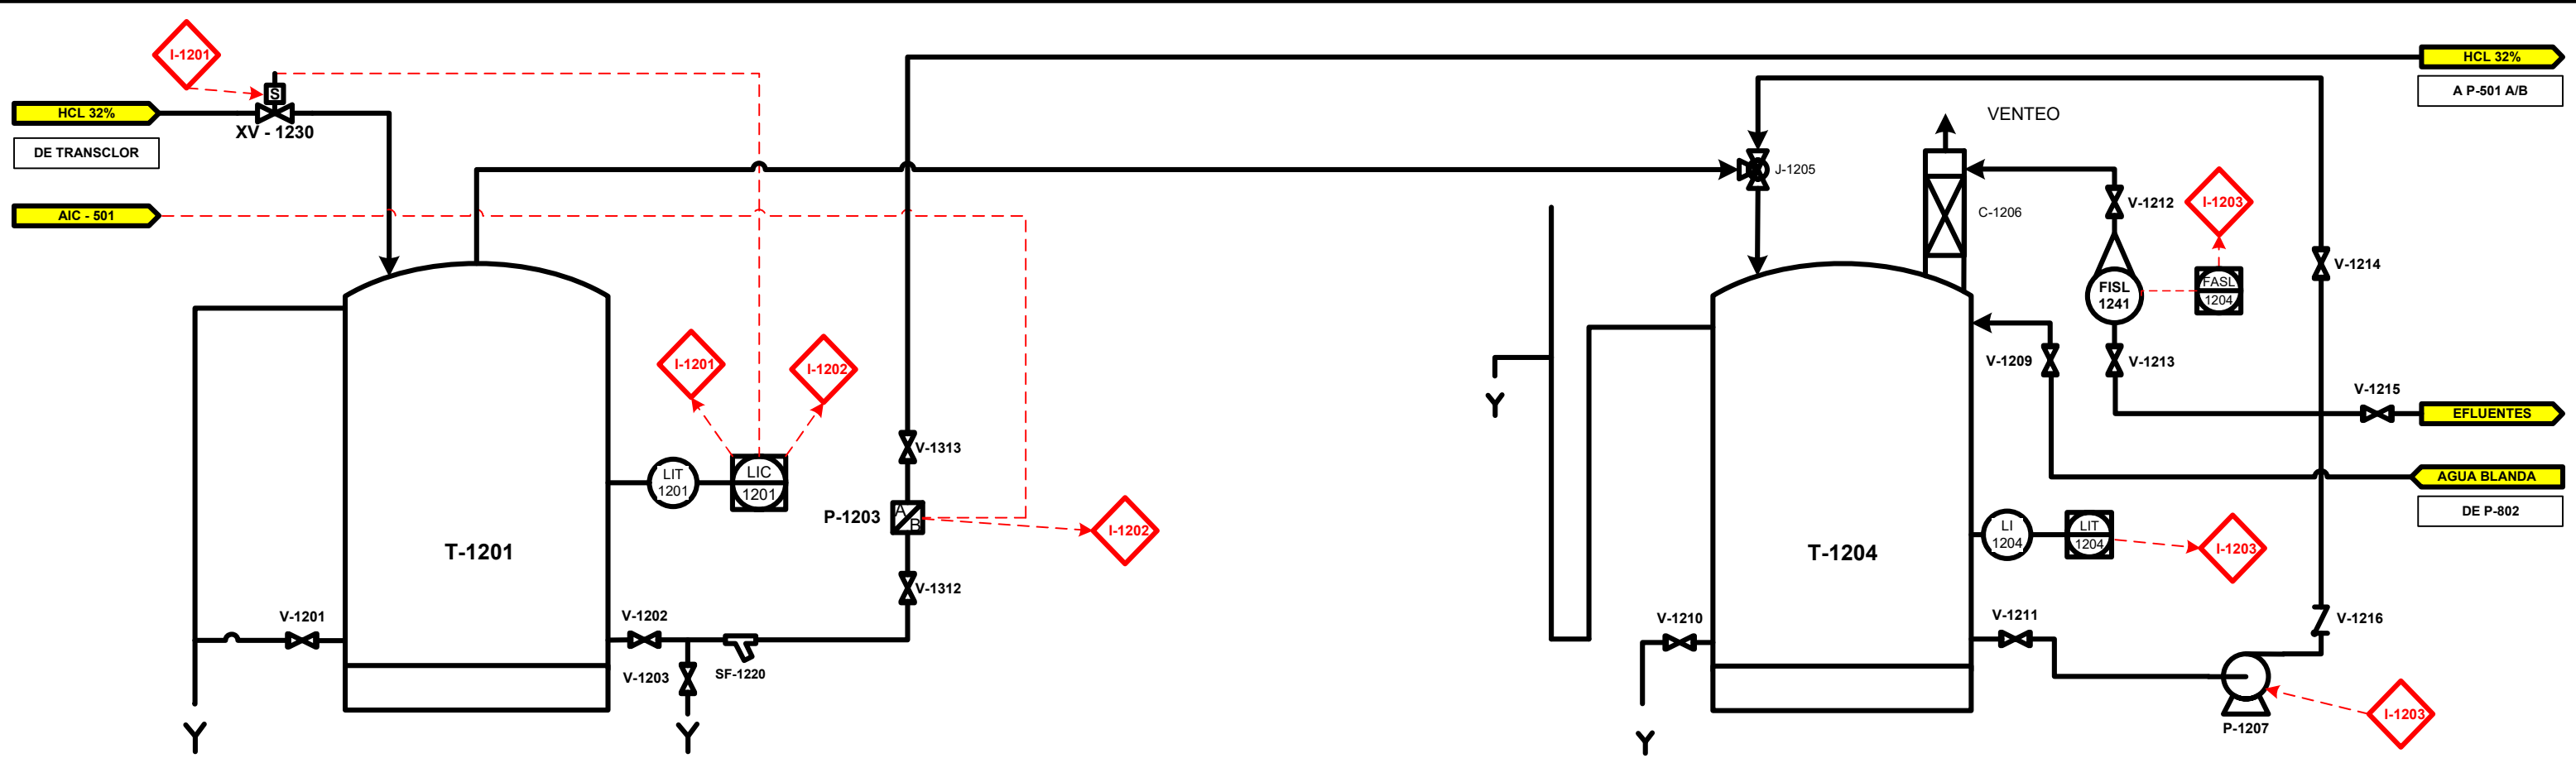 I-1201
S
HCL 32%
XV - 1230
DE TRANSCLOR
AIC - 501
HCL 32%
A P-501 A/B
VENTEO
J-1205
C-1206
V-1212
I-1203
V-1214
FISL
1241
FASL
1204
V-1209
V-1213
V-1215
EFLUENTES
AGUA BLANDA
DE P-802
I-1201
I-1202
V-1313
LIT
1201
LIC
1201
P-1203
A
B
I-1202
V-1312
T-1201
V-1201
V-1202
V-1203
SF-1220
T-1204
LI
1204
LIT
1204
I-1203
V-1210
V-1211
V-1216
P-1207
I-1203